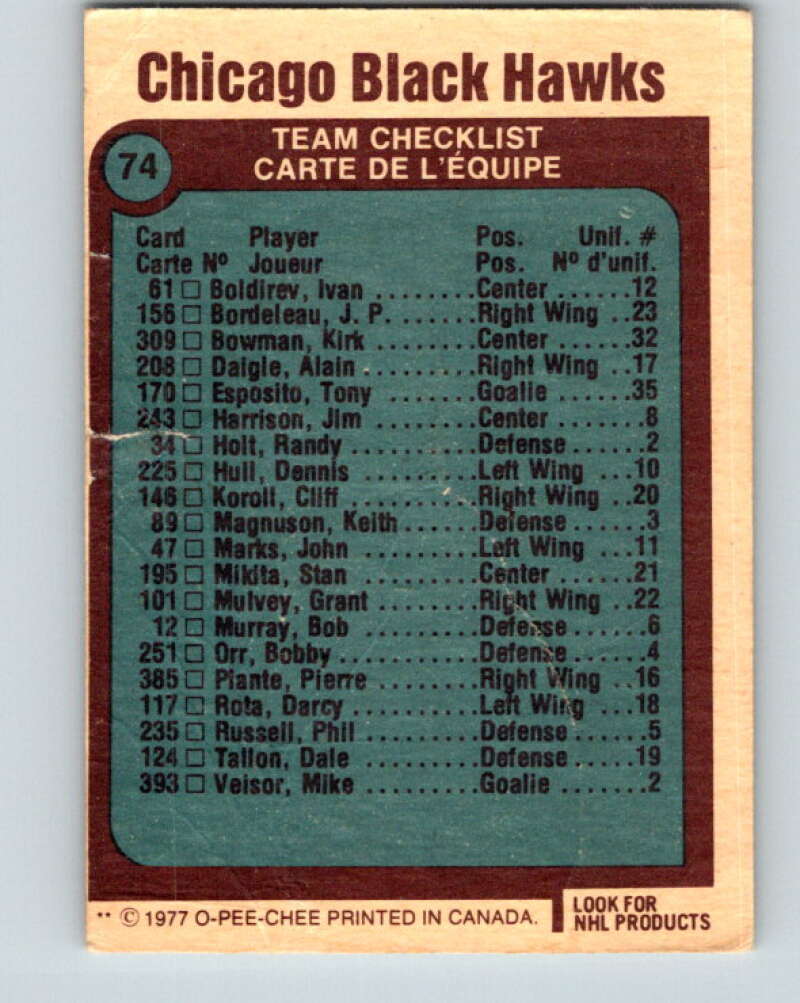 Chicago Black Hawks
TEAM CHECKLIST
74
CARTE DE L'ÉQUIPE
Card Player Pos. Unif. #
Carte Nº Joueur Pos. Nº d'unif.
61 □ Boldirev, Ivan ........Center ......12
156 □ Bordeleau, J. P. .......Right Wing ..23
309 □ Bowman, Kirk ........Center ......32
208 □ Daigle, Alain ........Right Wing ..17
170 □ Esposito, Tony .......Goalie ......35
243 □ Harrison, Jim ........Center .......8
34 □ Holt, Randy ..........Defense......2
225 □ Hull, Dennis .........Left Wing ...10
146 □ Koroll, Cliff ..........Right Wing ..20
89 □ Magnuson, Keith ......Defense......3
47 □ Marks, John .........Left Wing ...11
195 □ Mikita, Stan .........Center ......21
101 □ Mulvey, Grant ........Right Wing ..22
12 □ Murray, Bob .........Defense......6
251 □ Orr, Bobby ...........Defense......4
385 □ Plante, Pierre ........Right Wing ..16
117 □ Rota, Darcy ..........Left Wing ...18
235 □ Russell, Phil .........Defense......5
124 □ Tallon, Dale .........Defense.....19
393 □ Veisor, Mike .........Goalie .......2
** © 1977 O-PEE-CHEE PRINTED IN CANADA.
LOOK FOR
NHL PRODUCTS